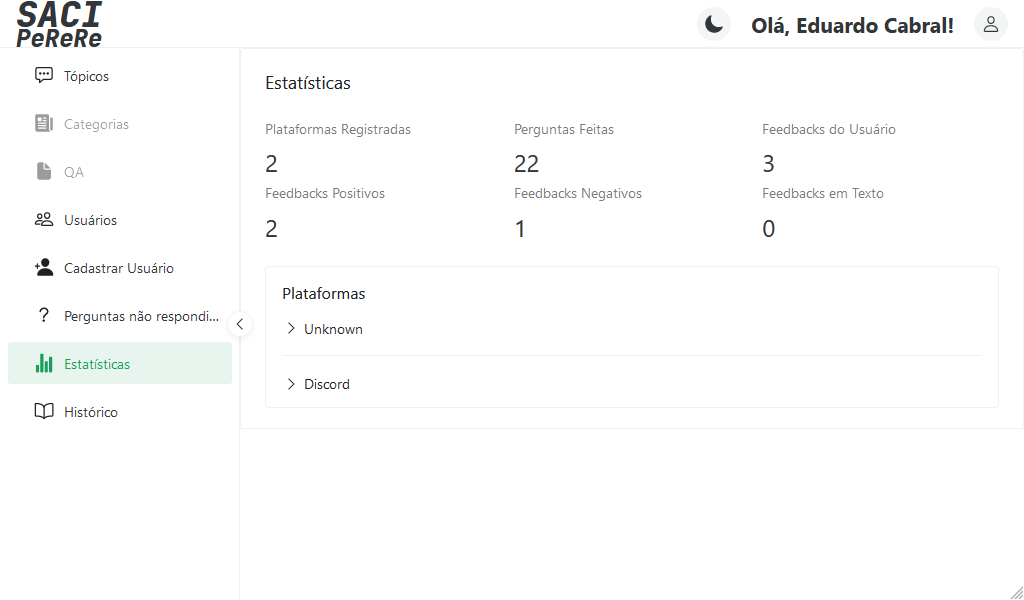 SACI
PeReRe
Olá, Eduardo Cabral!
Tópicos
Categorias
QA
Usuários
Cadastrar Usuário
Perguntas não respondi...
Estatísticas
Histórico
Estatísticas
Plataformas Registradas
Perguntas Feitas
Feedbacks do Usuário
2
22
3
Feedbacks Positivos
Feedbacks Negativos
Feedbacks em Texto
2
1
0
Plataformas
Unknown
Discord